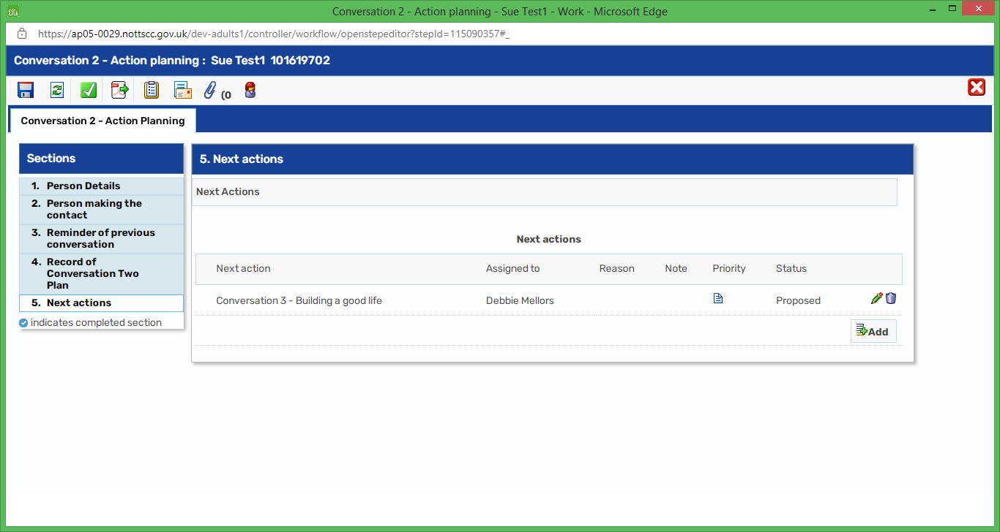 Conversation 2 - Action planning - Sue Test1 - Work - Microsoft Edge
https://ap05-0029.nottscc.gov.uk/dev-adults1/controller/workflow/openstepeditor?stepId=115090357#_
Conversation 2 - Action planning : Sue Test1 101619702
(0
Conversation 2 - Action Planning
Sections
1. Person Details
2. Person making the
contact
3. Reminder of previous
conversation
4. Record of
Conversation Two
Plan
5. Next actions
indicates completed section
5. Next actions
Next Actions
Next actions
Next action Assigned to Reason Note Priority Status
Conversation 3 - Building a good life Debbie Mellors Proposed
Add